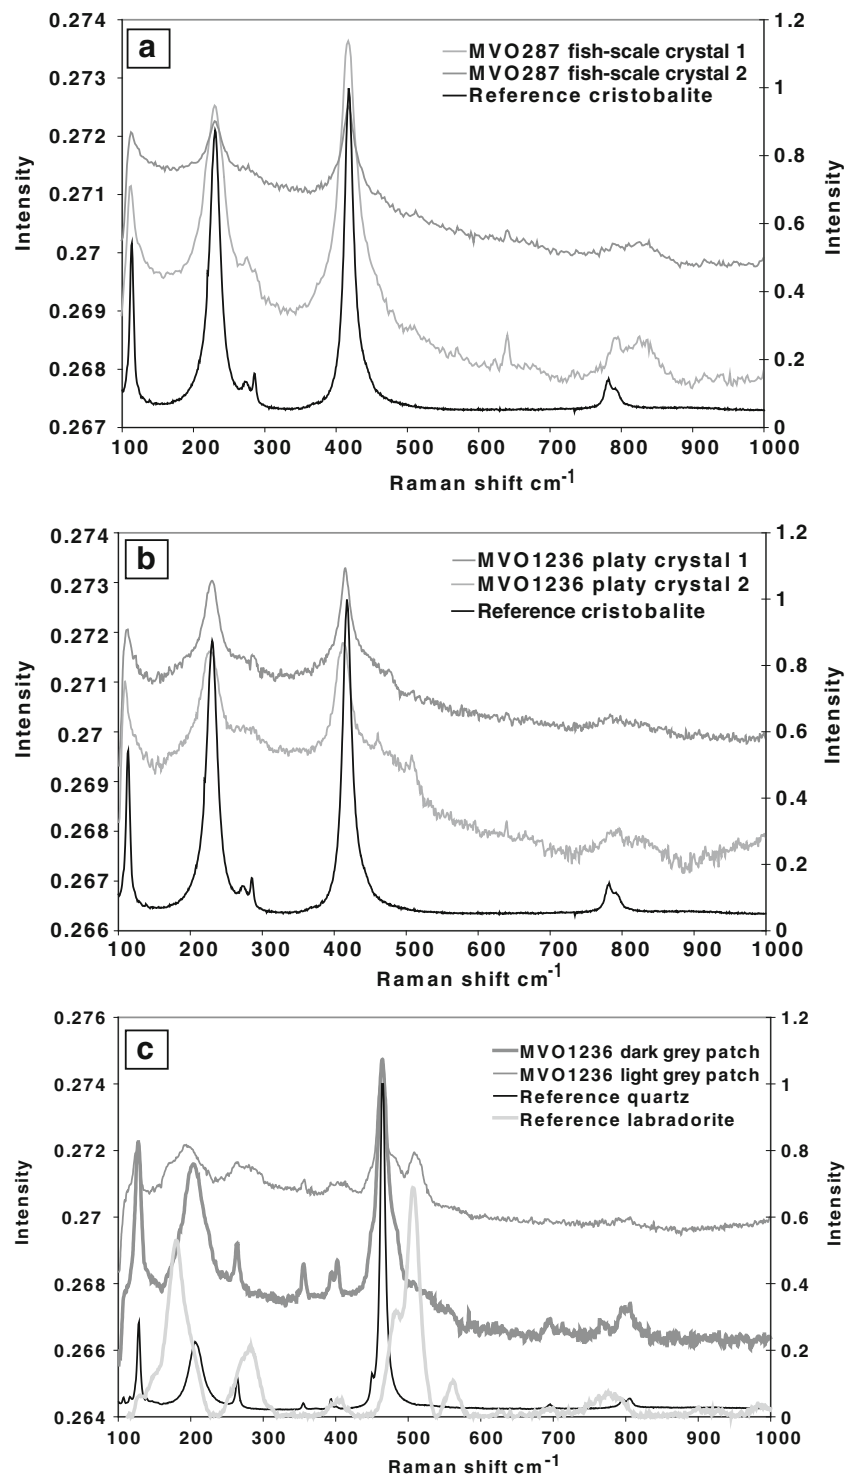 a
MVO287 fish-scale crystal 1
MVO287 fish-scale crystal 2
Reference cristobalite
0.274
0.273
0.272
0.271
0.27
0.269
0.268
0.267
Intensity
1.2
1
0.8
0.6
0.4
0.2
0
Intensity
100 200 300 400 500 600 700 800 900 1000
Raman shift cm-1
b
MVO1236 platy crystal 1
MVO1236 platy crystal 2
Reference cristobalite
0.274
0.273
0.272
0.271
0.27
0.269
0.268
0.267
0.266
Intensity
1.2
1
0.8
0.6
0.4
0.2
0
Intensity
100 200 300 400 500 600 700 800 900 1000
Raman shift cm-1
c
MVO1236 dark grey patch
MVO1236 light grey patch
Reference quartz
Reference labradorite
0.276
0.274
0.272
0.27
0.268
0.266
0.264
Intensity
1.2
1
0.8
0.6
0.4
0.2
0
Intensity
100 200 300 400 500 600 700 800 900 1000
Raman shift cm-1